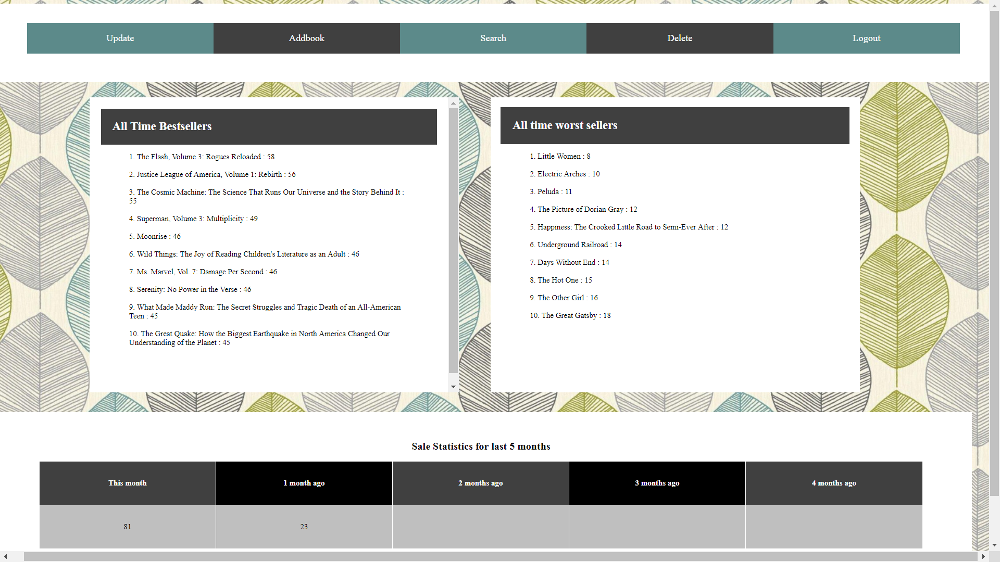 Update Addbook Search Delete Logout
All Time Bestsellers
1. The Flash, Volume 3: Rogues Reloaded : 58
2. Justice League of America, Volume 1: Rebirth : 56
3. The Cosmic Machine: The Science That Runs Our Universe and the Story Behind It :
55
4. Superman, Volume 3: Multiplicity : 49
5. Moonrise : 46
6. Wild Things: The Joy of Reading Children's Literature as an Adult : 46
7. Ms. Marvel, Vol. 7: Damage Per Second : 46
8. Serenity: No Power in the Verse : 46
9. What Made Maddy Run: The Secret Struggles and Tragic Death of an All-American
Teen : 45
10. The Great Quake: How the Biggest Earthquake in North America Changed Our
Understanding of the Planet : 45
All time worst sellers
1. Little Women : 8
2. Electric Arches : 10
3. Peluda : 11
4. The Picture of Dorian Gray : 12
5. Happiness: The Crooked Little Road to Semi-Ever After : 12
6. Underground Railroad : 14
7. Days Without End : 14
8. The Hot One : 15
9. The Other Girl : 16
10. The Great Gatsby : 18
Sale Statistics for last 5 months
This month 1 month ago 2 months ago 3 months ago 4 months ago
81 23